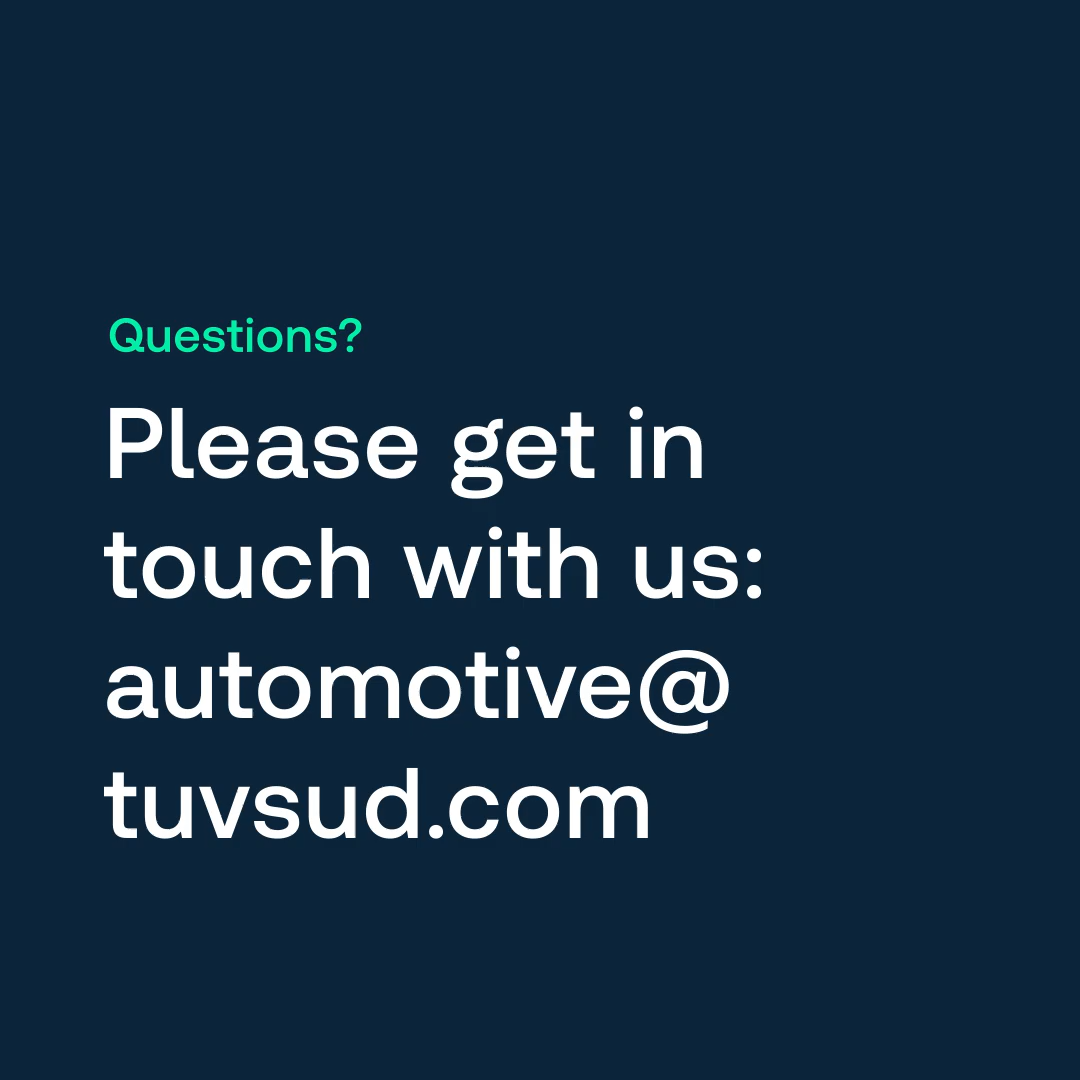 Questions?
Please get in
touch with us:
automotive@
tuvsud.com